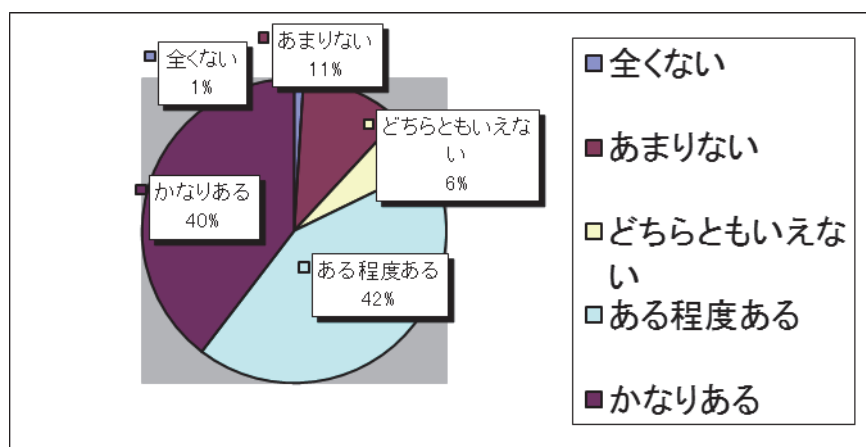 全くない
1%
あまりない
11%
どちらともいえな
い
6%
かなりある
40%
ある程度ある
42%
全くない
あまりない
どちらともいえな
い
ある程度ある
かなりある